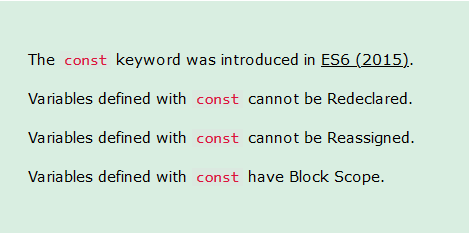 The const keyword was introduced in ES6 (2015).
Variables defined with const cannot be Redeclared.
Variables defined with const cannot be Reassigned.
Variables defined with const have Block Scope.